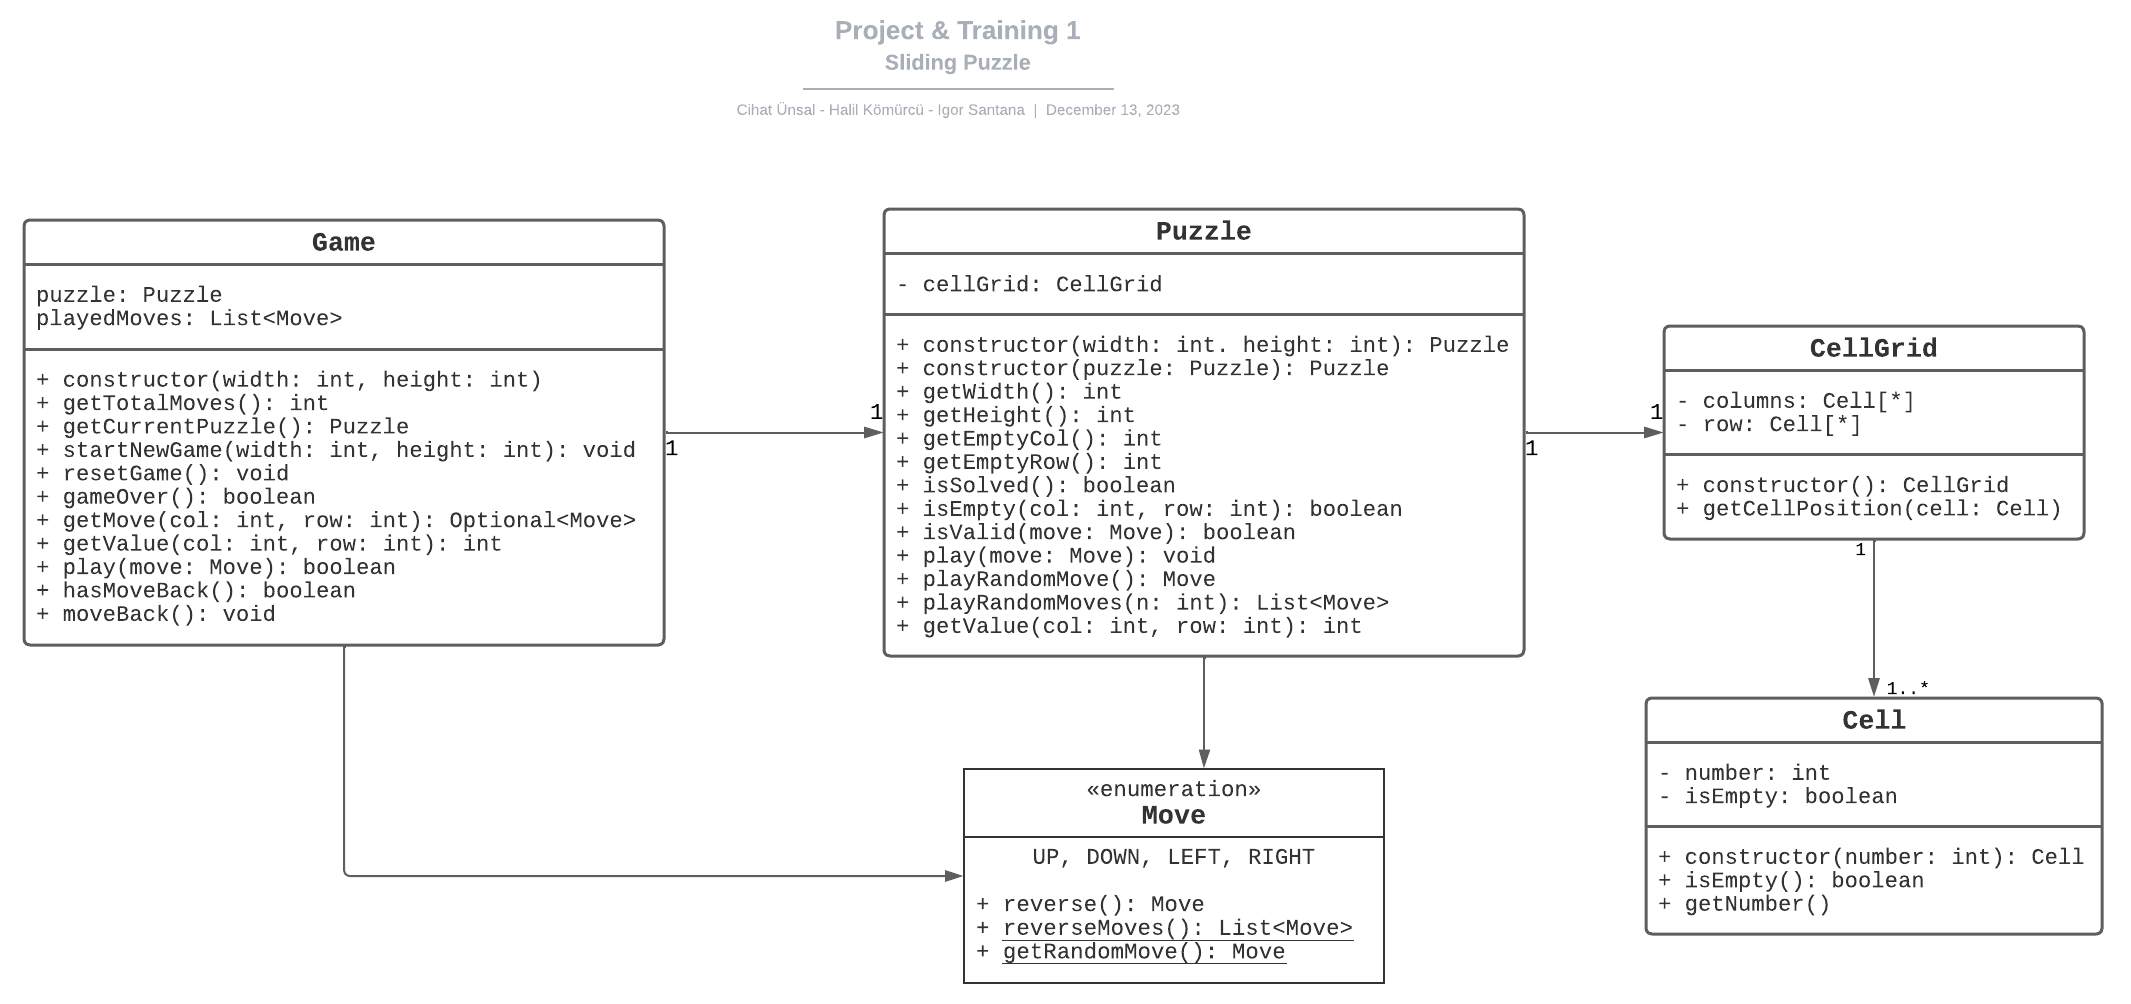 Project & Training 1
Sliding Puzzle
Cihat Ünsal - Halil Kömürcü - Igor Santana | December 13, 2023
Game
puzzle: Puzzle
playedMoves: List<Move>
+ constructor(width: int, height: int)
+ getTotalMoves(): int
+ getCurrentPuzzle(): Puzzle
+ startNewGame(width: int, height: int): void
+ resetGame(): void
+ gameOver(): boolean
+ getMove(col: int, row: int): Optional<Move>
+ getValue(col: int, row: int): int
+ play(move: Move): boolean
+ hasMoveBack(): boolean
+ moveBack(): void
1
1
Puzzle
- cellGrid: CellGrid
+ constructor(width: int. height: int): Puzzle
+ constructor(puzzle: Puzzle): Puzzle
+ getWidth(): int
+ getHeight(): int
+ getEmptyCol(): int
+ getEmptyRow(): int
+ isSolved(): boolean
+ isEmpty(col: int, row: int): boolean
+ isValid(move: Move): boolean
+ play(move: Move): void
+ playRandomMove(): Move
+ playRandomMoves(n: int): List<Move>
+ getValue(col: int, row: int): int
1
1
CellGrid
- columns: Cell[*]
- row: Cell[*]
+ constructor(): CellGrid
+ getCellPosition(cell: Cell)
1
1..*
Cell
- number: int
- isEmpty: boolean
+ constructor(number: int): Cell
+ isEmpty(): boolean
+ getNumber()
«enumeration»
Move
UP, DOWN, LEFT, RIGHT
+ reverse(): Move
+ reverseMoves(): List<Move>
+ getRandomMove(): Move